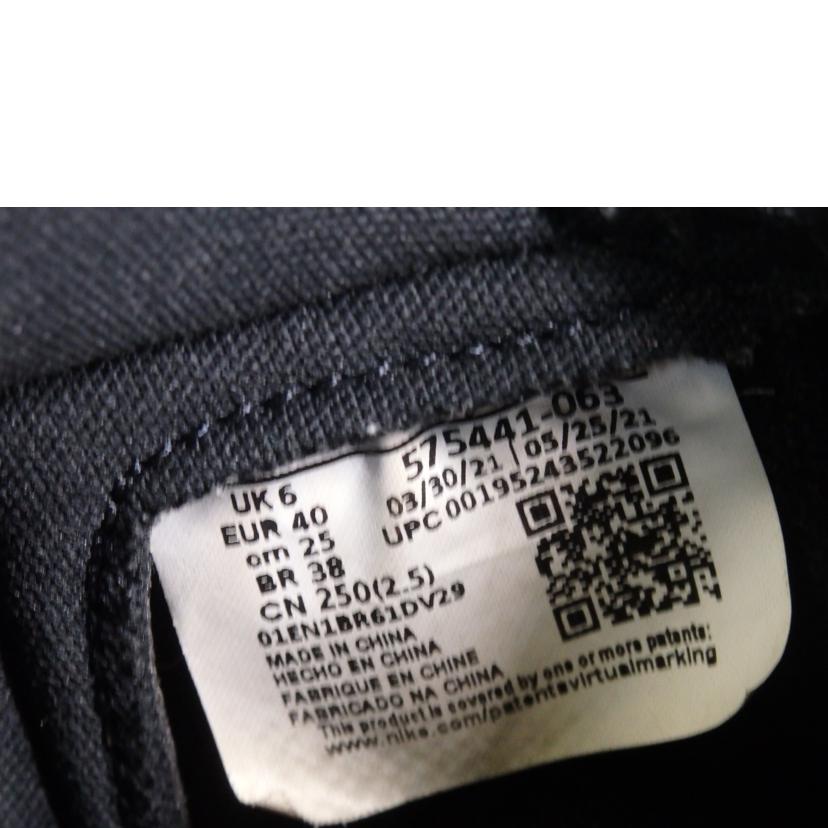 575441-063
UK 6
03/30/21 | 05/25/21
EUR 40
UPC 00195243522096
cm 25
BR 38
CN 250(2.5)
01EN1BR61DV29
MADE IN CHINA
HECHO EN CHINA
FABRIQUE EN CHINE
FABRICADO NA CHINA
This product is covered by one or more patents:
www.nike.com/patentsvirtualmarking